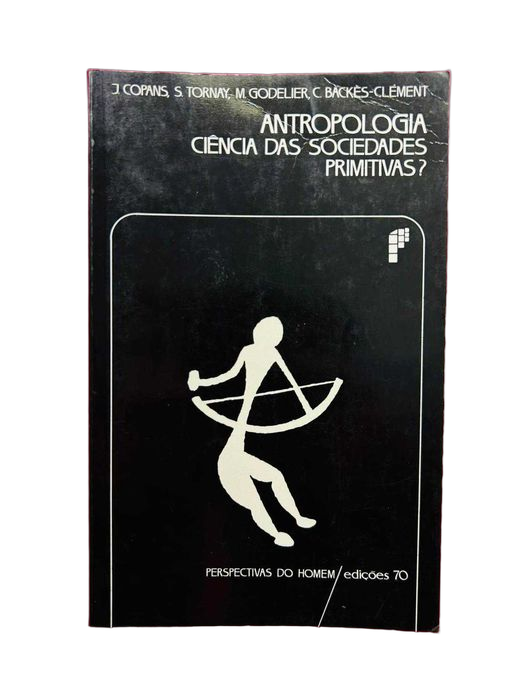 J. COPANS, S. TORNAY, M. GODELIER, C. BACKÈS-CLÉMENT
ANTROPOLOGIA
CIÊNCIA DAS SOCIEDADES
PRIMITIVAS?
PERSPECTIVAS DO HOMEM/edições 70